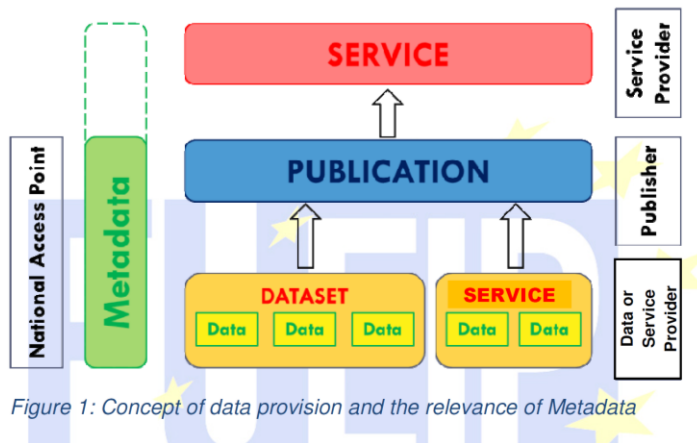 SERVICE
Service
Provider
National Access Point
Metadata
PUBLICATION
Publisher
DATASET
Data
Data
Data
SERVICE
Data
Data
Data or
Service
Provider
Figure 1: Concept of data provision and the relevance of Metadata